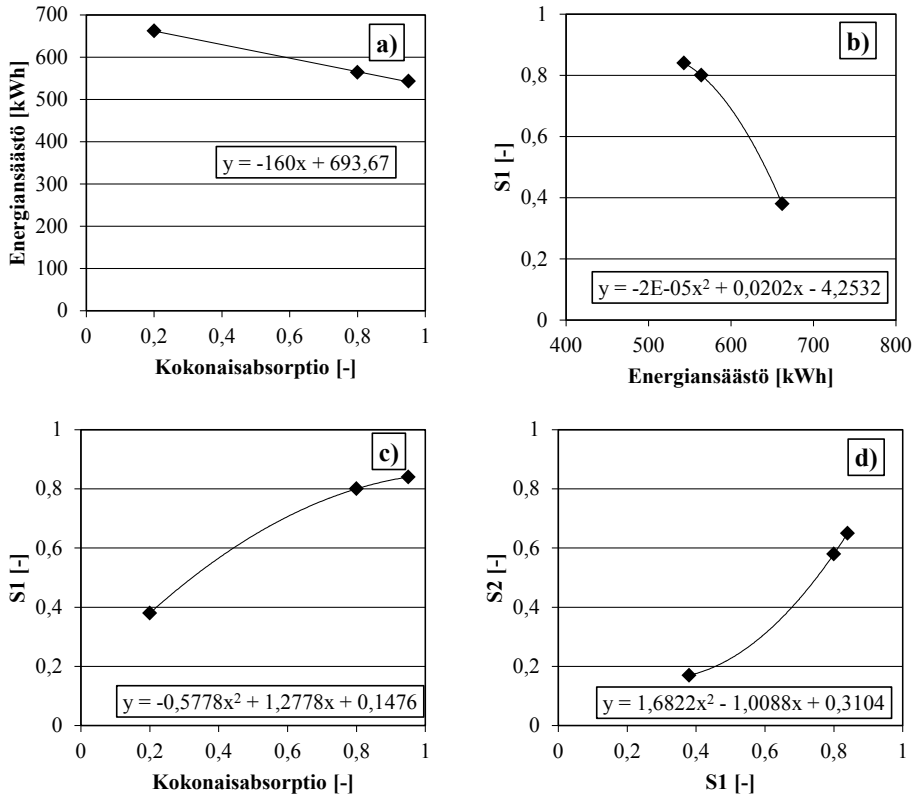 a)
700
600
500
400
300
200
100
0
Energiansäästö [kWh]
y = -160x + 693,67
0 0,2 0,4 0,6 0,8 1
Kokonaisabsorptio [-]
b)
1
0,8
0,6
0,4
0,2
0
S1 [-]
y = -2E-05x² + 0,0202x - 4,2532
400 500 600 700 800
Energiansäästö [kWh]
c)
1
0,8
0,6
0,4
0,2
0
S1 [-]
y = -0,5778x² + 1,2778x + 0,1476
0 0,2 0,4 0,6 0,8 1
Kokonaisabsorptio [-]
d)
1
0,8
0,6
0,4
0,2
0
S2 [-]
y = 1,6822x² - 1,0088x + 0,3104
0 0,2 0,4 0,6 0,8 1
S1 [-]